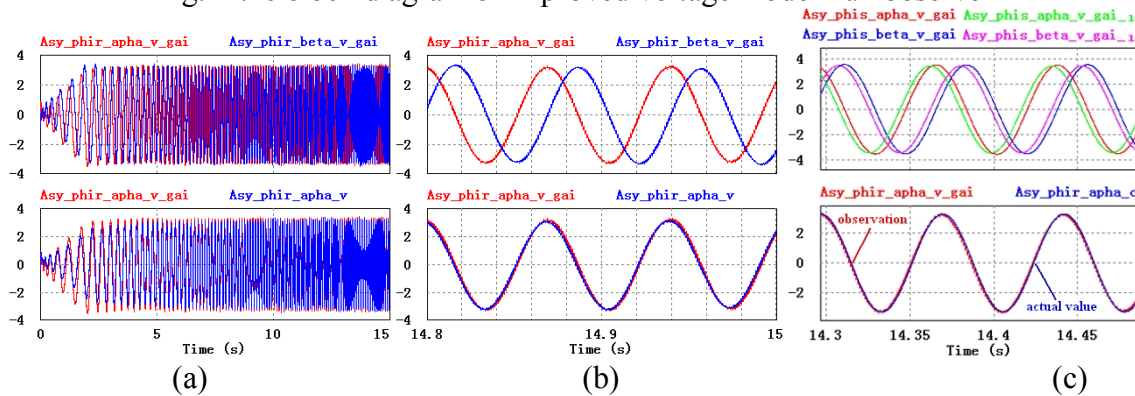 Asy_phir_apha_v_gai Asy_phir_beta_v_gai
4
2
0
-2
-4
Asy_phir_apha_v_gai Asy_phir_apha_v
4
2
0
-2
-4
0 5 10 15
Time (s)
(a)
Asy_phir_apha_v_gai Asy_phir_beta_v_gai
4
2
0
-2
-4
Asy_phir_apha_v_gai Asy_phir_apha_v
4
2
0
-2
-4
14.8 14.9 15
Time (s)
(b)
Asy_phis_apha_v_gai Asy_phis_apha_v_gai_1
Asy_phis_beta_v_gai Asy_phis_beta_v_gai_1
4
2
0
-2
-4
Asy_phir_apha_v_gai Asy_phir_apha_c
2
0
-2
observation
actual value
14.3 14.35 14.4 14.45
Time (s)
(c)